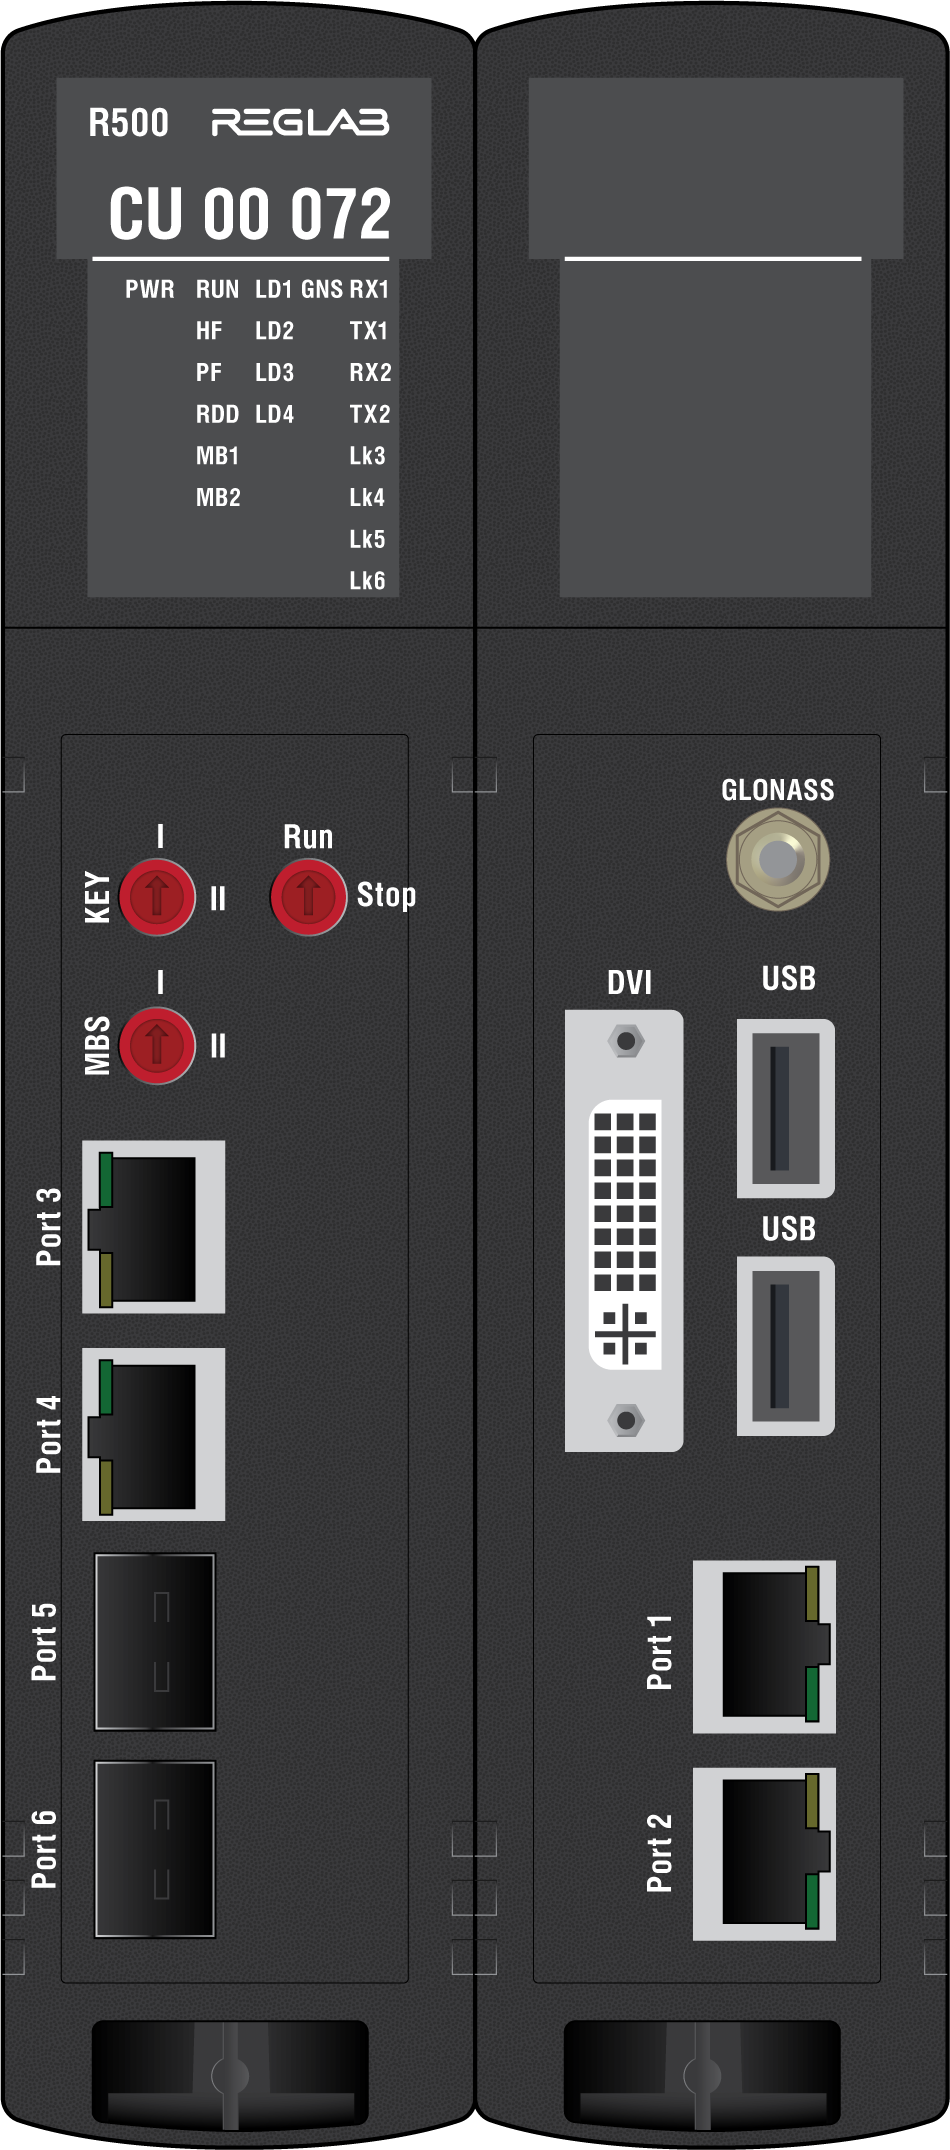 R500 REGLAB
CU 00 072
PWR RUN LD1 GNS RX1
HF LD2 TX1
PF LD3 RX2
RDD LD4 TX2
MB1 Lk3
MB2 Lk4
Lk5
Lk6
I Run
KEY II Stop
I
MBS II
Port 3
Port 4
Port 5
Port 6
GLONASS
DVI USB
USB
Port 1
Port 2